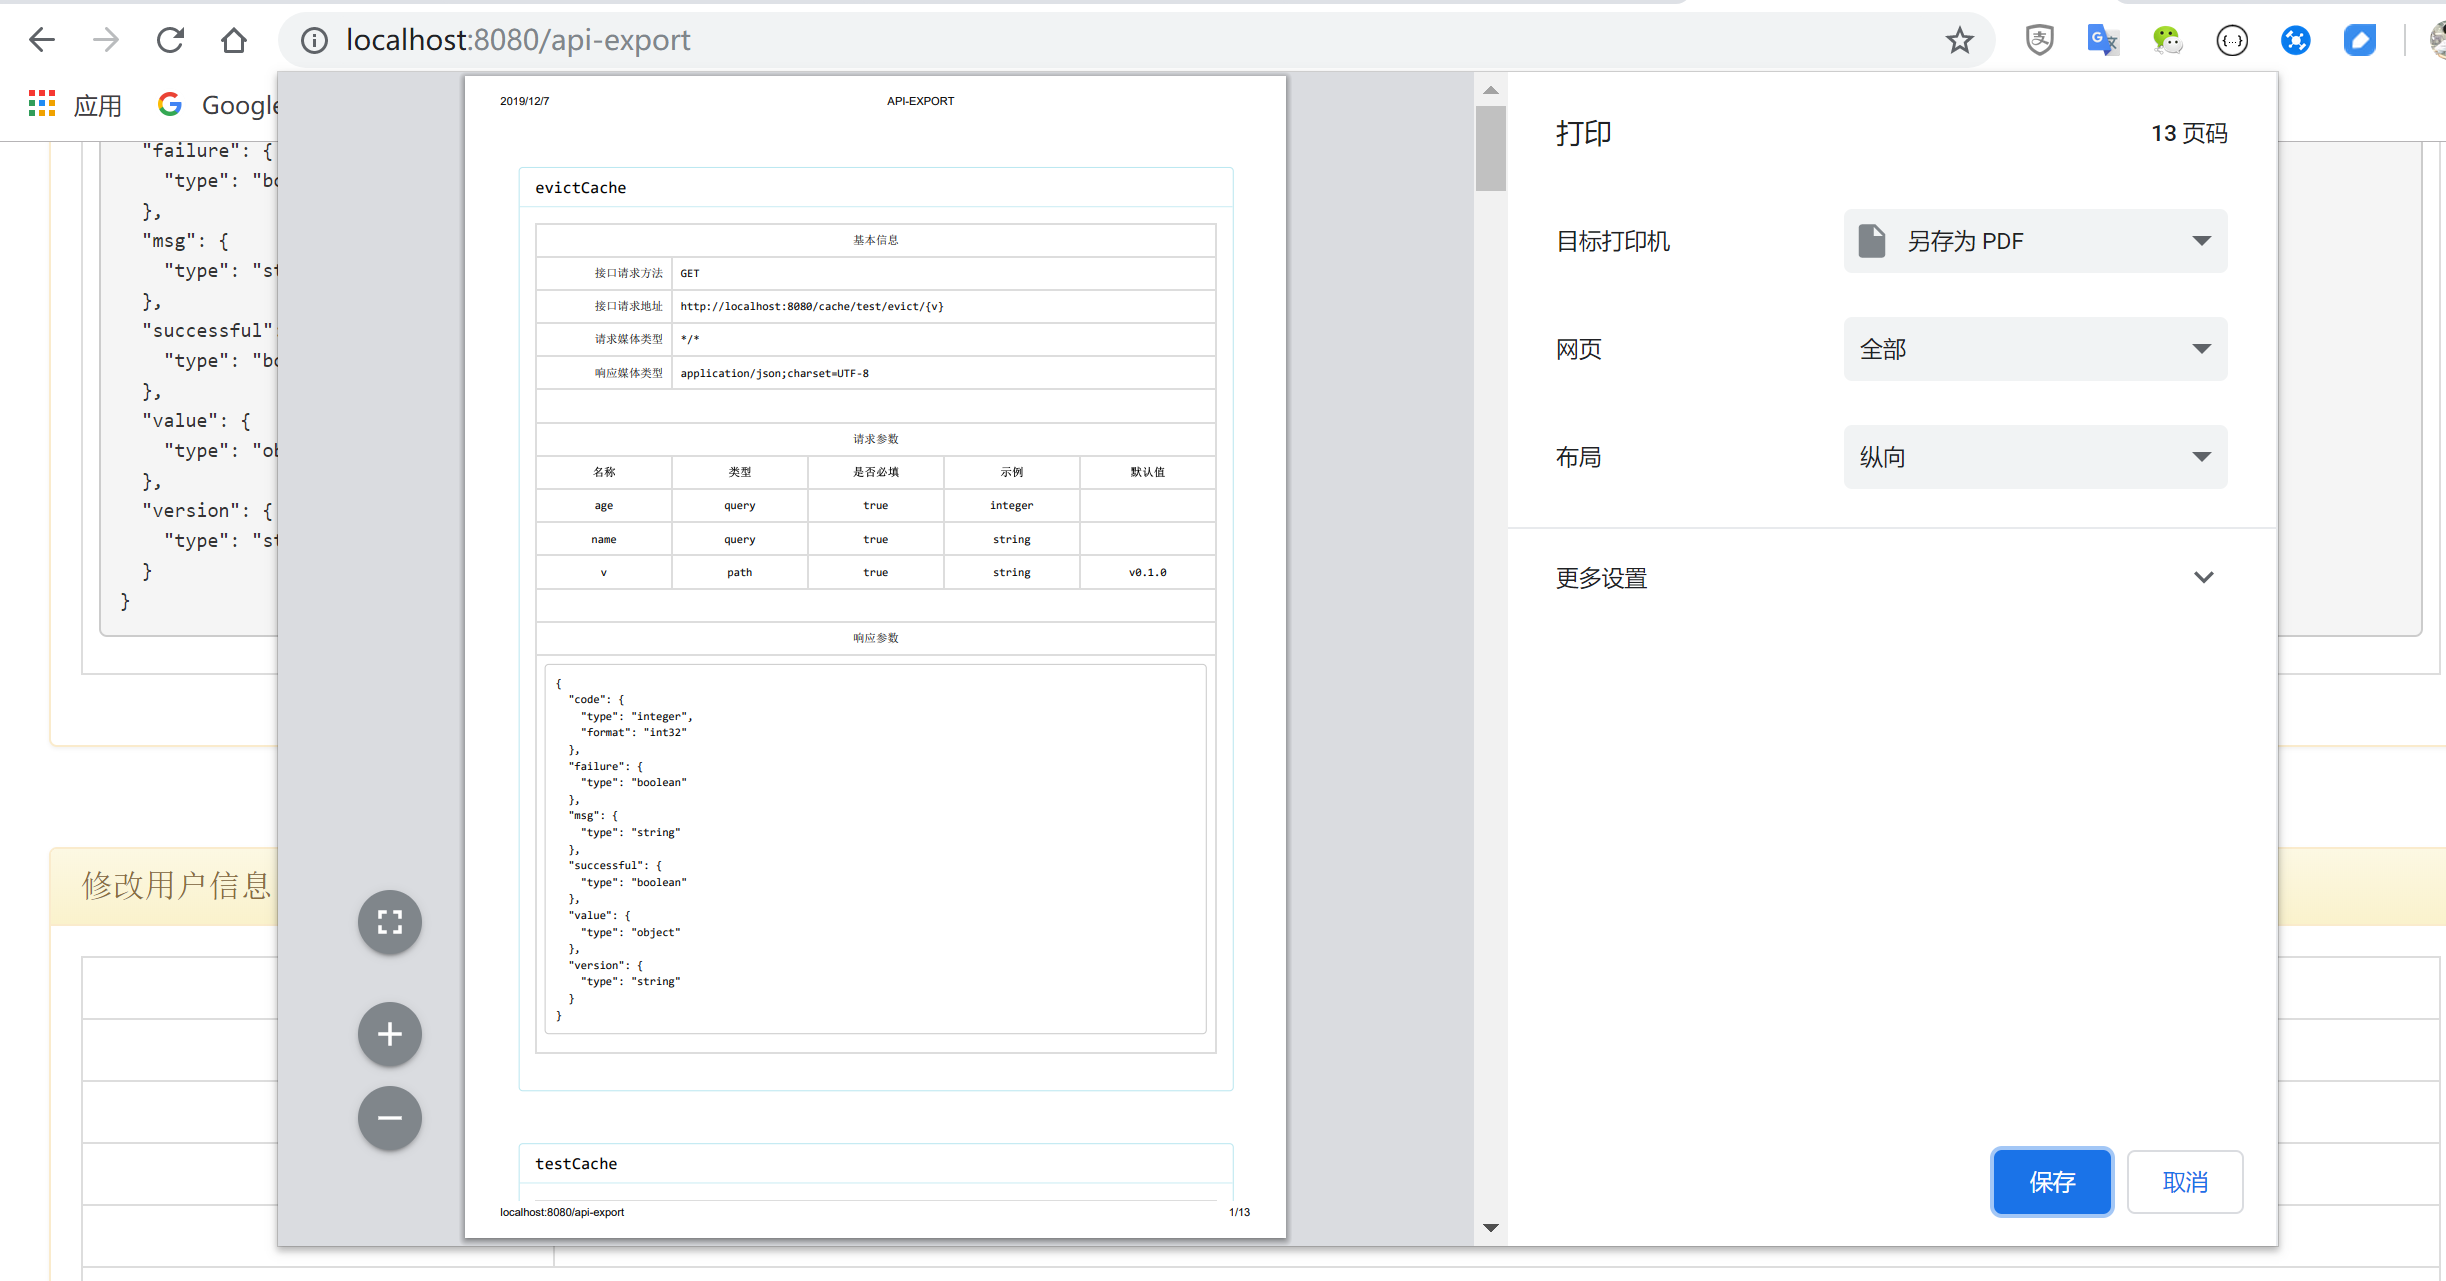 localhost:8080/api-export
应用
Google
"failure": {
"type":
},
"msg": {
"type":
},
"successful"
"type":
},
"value": {
"type":
},
"version": {
"type":
}
}
修改用户信息
2019/12/7
API-EXPORT
evictCache
基本信息
接口请求方法 GET
接口请求地址 http://localhost:8080/cache/test/evict/{v}
请求媒体类型 */*
响应媒体类型 application/json;charset=UTF-8
请求参数
名称 类型 是否必填 示例 默认值
age query true integer
name query true string
v path true string v0.1.0
响应参数
{
"code": {
"type": "integer",
"format": "int32"
},
"failure": {
"type": "boolean"
},
"msg": {
"type": "string"
},
"successful": {
"type": "boolean"
},
"value": {
"type": "object"
},
"version": {
"type": "string"
}
}
testCache
localhost:8080/api-export
1/13
打印
13 页码
目标打印机
另存为 PDF
网页
全部
布局
纵向
更多设置
保存
取消